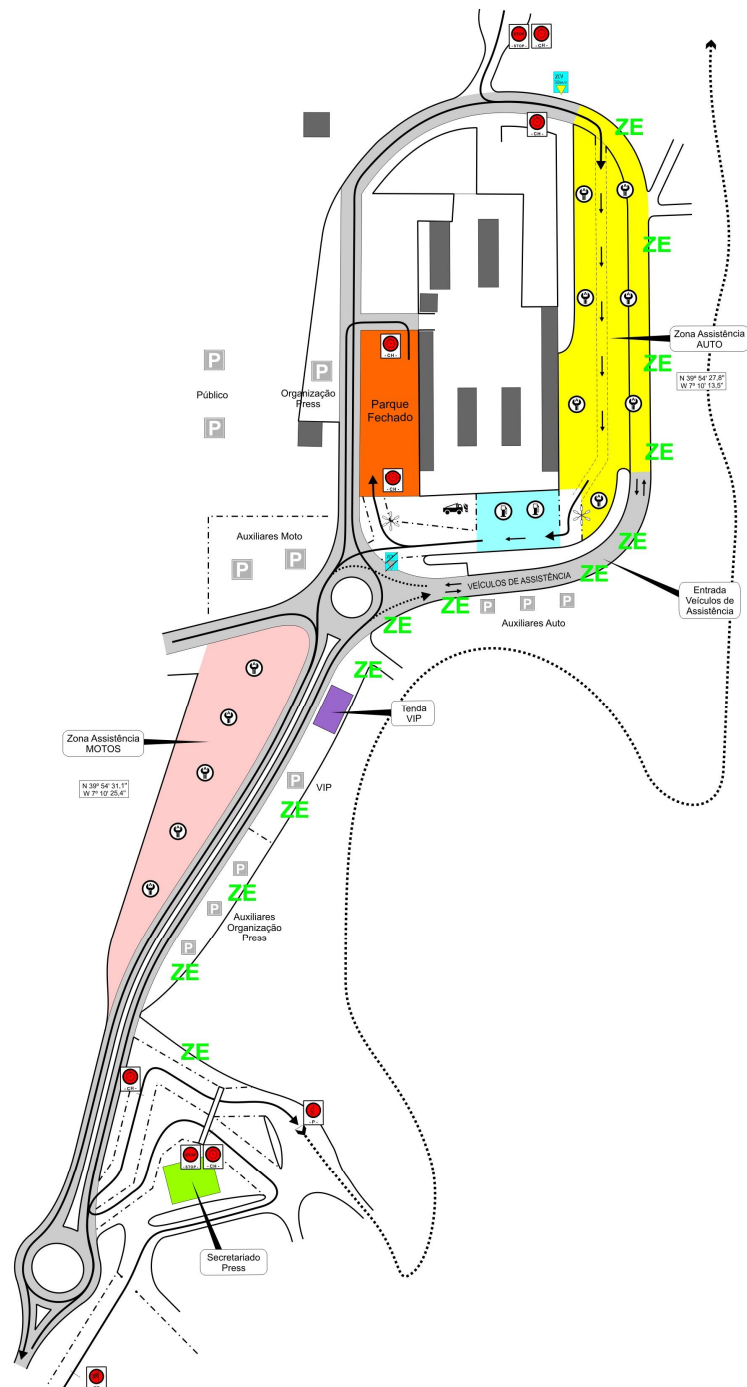 STOP
-STOP-
-CH-
ZCV
-CH-
ZE
ZE
Zona Assistência
AUTO
ZE
N 39º 54' 27,8"
W 7º 10' 13,5"
-CH-
P
P
Organização
Press
Público
P
Parque
Fechado
ZE
-CH-
ZE
Auxiliares Moto
P
P
VEÍCULOS DE ASSISTÊNCIA
ZE
ZE
P
P
P
Auxiliares Auto
Entrada
Veículos de
Assistência
ZE
ZE
Tenda
VIP
Zona Assistência
MOTOS
N 39º 54' 31,1"
W 7º 10' 25,4"
P
VIP
ZE
P
ZE
P
Auxiliares
Organização
Press
P
ZE
ZE
-CH-
-P-
STOP
-STOP-
-CH-
Secretariado
Press